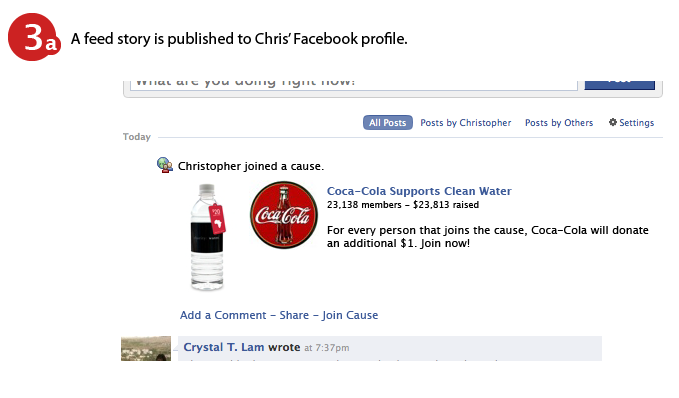 3a
A feed story is published to Chris' Facebook profile.
What are you doing right now?
All Posts Posts by Christopher Posts by Others Settings
Today
Christopher joined a cause.
Coca-Cola Supports Clean Water
23,138 members – $23,813 raised
Coca-Cola
$20
For every person that joins the cause, Coca-Cola will donate
an additional $1. Join now!
Add a Comment – Share – Join Cause
Crystal T. Lam wrote at 7:37pm